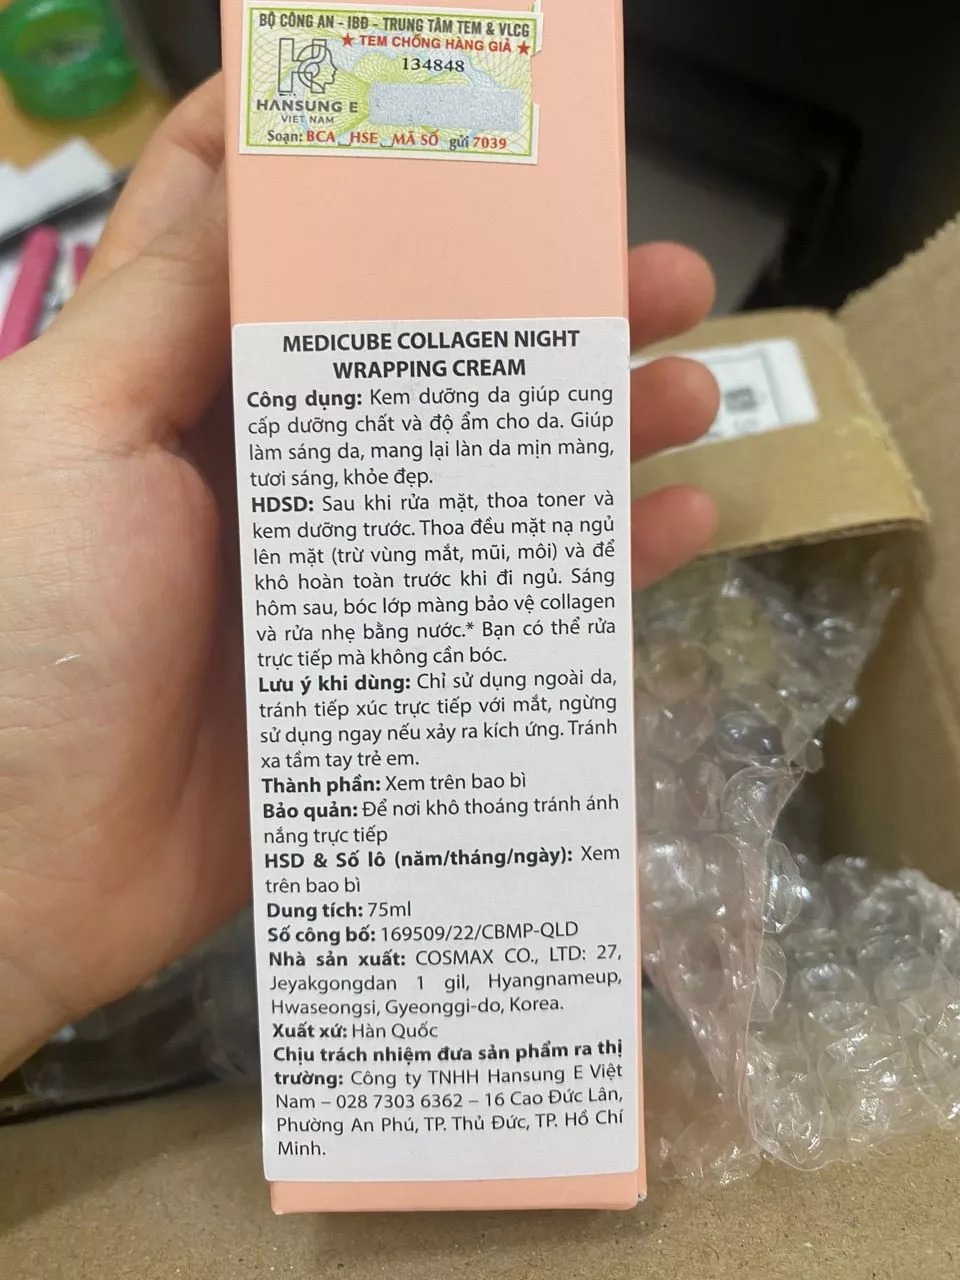 BỘ CÔNG AN - IBĐ - TRUNG TÂM TEM & VLCG
★ TEM CHỐNG HÀNG GIẢ ★
134848
HANSUNG E
VIET NAM
Soạn: BCA_HSE_MÃ SỐ gửi 7039
MEDICUBE COLLAGEN NIGHT
WRAPPING CREAM
Công dụng: Kem dưỡng da giúp cung
cấp dưỡng chất và độ ẩm cho da. Giúp
làm sáng da, mang lại làn da mịn màng,
tươi sáng, khỏe đẹp.
HDSD: Sau khi rửa mặt, thoa toner và
kem dưỡng trước. Thoa đều mặt nạ ngủ
lên mặt (trừ vùng mắt, mũi, môi) và để
khô hoàn toàn trước khi đi ngủ. Sáng
hôm sau, bóc lớp màng bảo vệ collagen
và rửa nhẹ bằng nước.* Bạn có thể rửa
trực tiếp mà không cần bóc.
Lưu ý khi dùng: Chỉ sử dụng ngoài da,
tránh tiếp xúc trực tiếp với mắt, ngừng
sử dụng ngay nếu xảy ra kích ứng. Tránh
xa tầm tay trẻ em.
Thành phần: Xem trên bao bì
Bảo quản: Để nơi khô thoáng tránh ánh
nắng trực tiếp
HSD & Số lô (năm/tháng/ngày): Xem
trên bao bì
Dung tích: 75ml
Số công bố: 169509/22/CBMP-QLD
Nhà sản xuất: COSMAX CO., LTD: 27,
Jeyakgongdan 1 gil, Hyangnameup,
Hwaseongsi, Gyeonggi-do, Korea.
Xuất xứ: Hàn Quốc
Chịu trách nhiệm đưa sản phẩm ra thị
trường: Công ty TNHH Hansung E Việt
Nam – 028 7303 6362 – 16 Cao Đức Lân,
Phường An Phú, TP. Thủ Đức, TP. Hồ Chí
Minh.